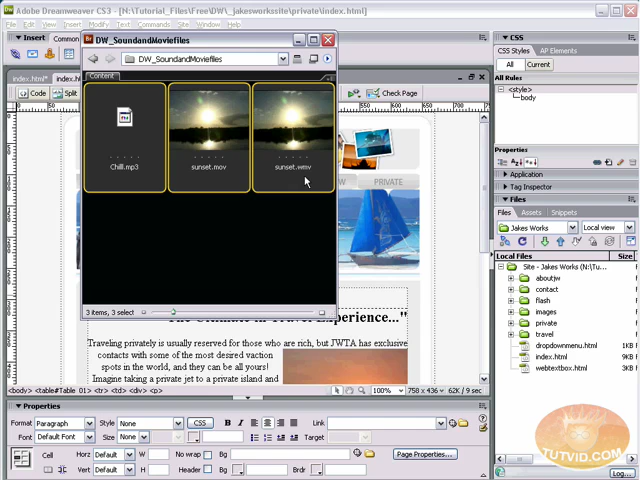 Adobe Dreamweaver CS3 - [N:\Tutorial\Free\DW\_jakesworkssite\private\index.html]
File Edit View Insert Modify Text Commands Site Window Help
Insert Common
DW_SoundandMoviefiles
DW_SoundandMoviefiles
Content
Chilll.mp3 sunset.mov sunset.wmv
3 items, 3 select
index.html*
Code Split
Check Page
PRIVATE
"The Ultimate in Travel Experience..."
Traveling privately is usually reserved for those who are rich, but JWTA has exclusive
contacts with some of the most desired vaction
spots in the world, and they can be all yours!
Imagine taking a private jet to a private island and
<body> <table#Table 01> <tr> <td> <div> <p> 100% 758 x 436 62K / 9 sec
CSS
CSS Styles AP Elements
All Current
All Rules
<style>
body
Properties
Application
Tag Inspector
Files
Files Assets Snippets
Jakes Works Local view
Local Files Size
Site - Jakes Works (N:\Tu...
aboutjw
contact
flash
images
private
travel
dropdownmenu.html 1KB
index.html 9KB
webtextbox.html 3KB
Log...
Properties
Format Paragraph Style None CSS B I Link
Font Default Font Size None Target
Cell Horz Default W No wrap Bg Page Properties...
Vert Default H Header Bg Brdr
TUTVID.COM